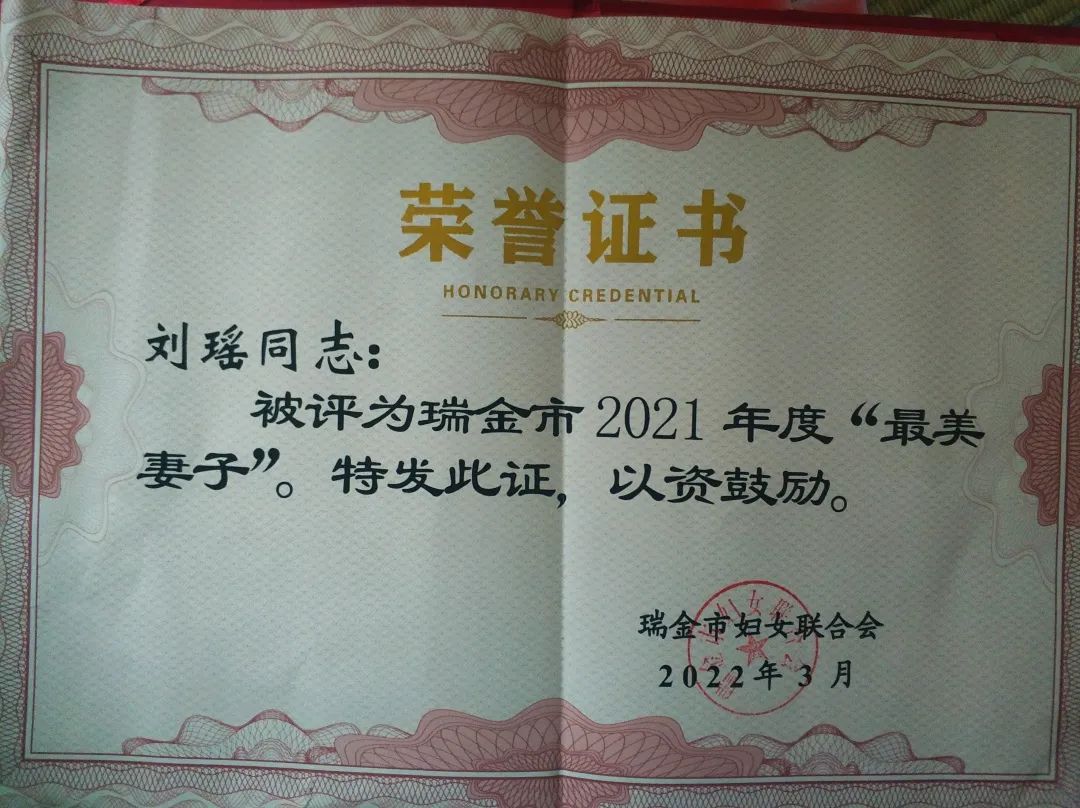 荣誉证书
HONORARY CREDENTIAL
刘瑶同志：
被评为瑞金市2021年度“最美
妻子”。特发此证，以资鼓励。
瑞金市妇女联合会
2022年3月